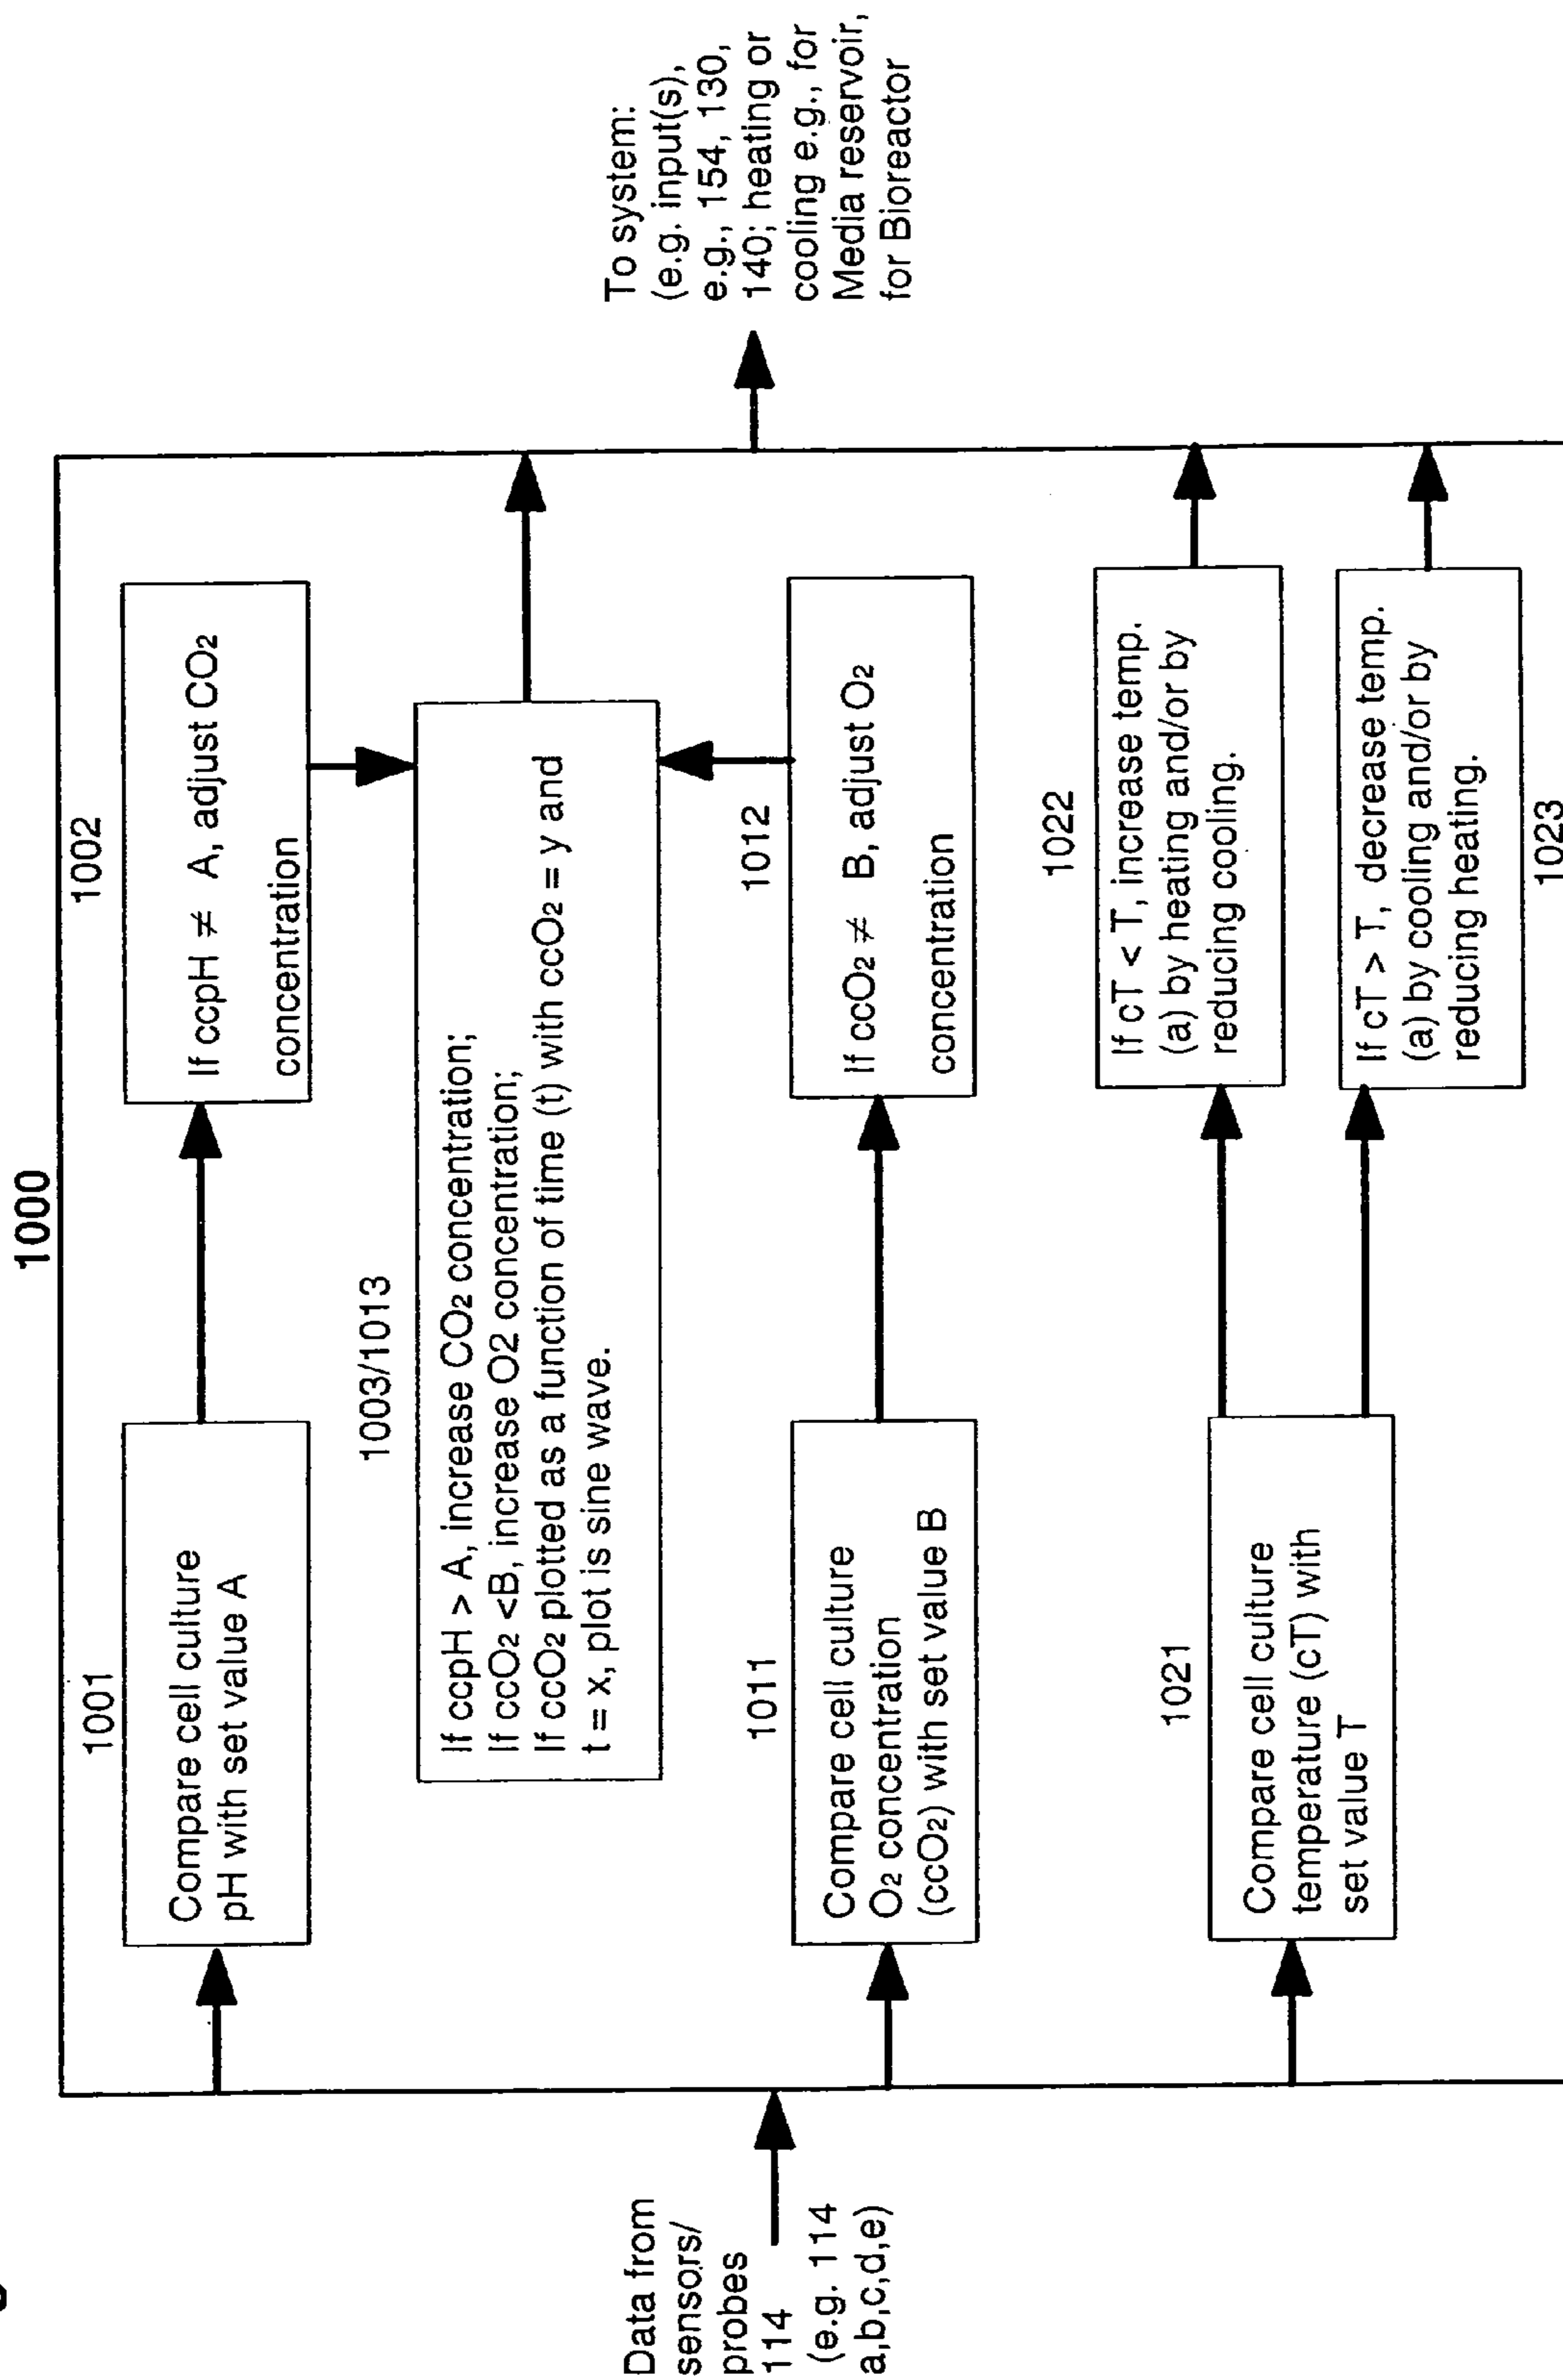 1000
Data from
sensors/
probes
114
(e.g. 114
a,b,c,d,e)
1001
Compare cell culture
pH with set value A
1002
If ccpH ≠ A, adjust CO2
concentration
1003/1013
If ccpH > A, increase CO2 concentration;
If ccO2 <B, increase O2 concentration;
If ccO2 plotted as a function of time (t) with ccO2 = y and
t = x, plot is sine wave.
1011
Compare cell culture
O2 concentration
(ccO2) with set value B
1012
If ccO2 ≠ B, adjust O2
concentration
1021
Compare cell culture
temperature (cT) with
set value T
1022
If cT < T, increase temp.
(a) by heating and/or by
reducing cooling.
If cT > T, decrease temp.
(a) by cooling and/or by
reducing heating.
1023
To system:
(e.g. input(s),
e.g., 154, 130,
140; heating or
cooling e.g., for
Media reservoir,
for Bioreactor